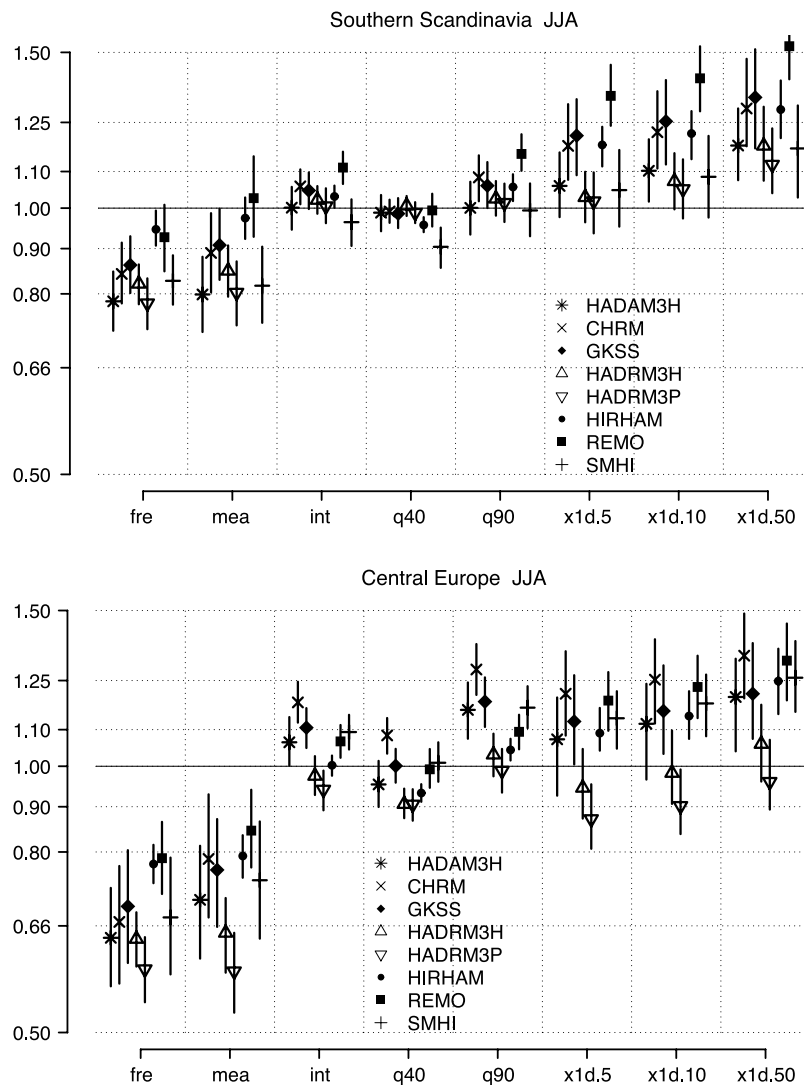 Southern Scandinavia JJA
1.50
1.25
1.10
1.00
0.90
0.80
0.66
0.50
HADAM3H
CHRM
GKSS
HADRM3H
HADRM3P
HIRHAM
REMO
SMHI
fre mea int q40 q90 x1d.5 x1d.10 x1d.50
Central Europe JJA
1.50
1.25
1.10
1.00
0.90
0.80
0.66
0.50
HADAM3H
CHRM
GKSS
HADRM3H
HADRM3P
HIRHAM
REMO
SMHI
fre mea int q40 q90 x1d.5 x1d.10 x1d.50